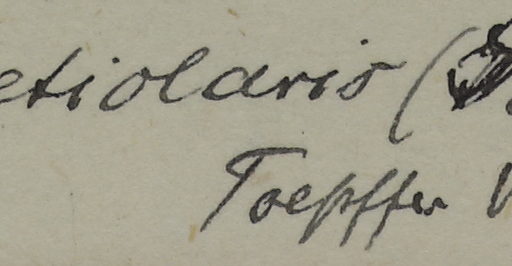 etiolaris (
Toepffer